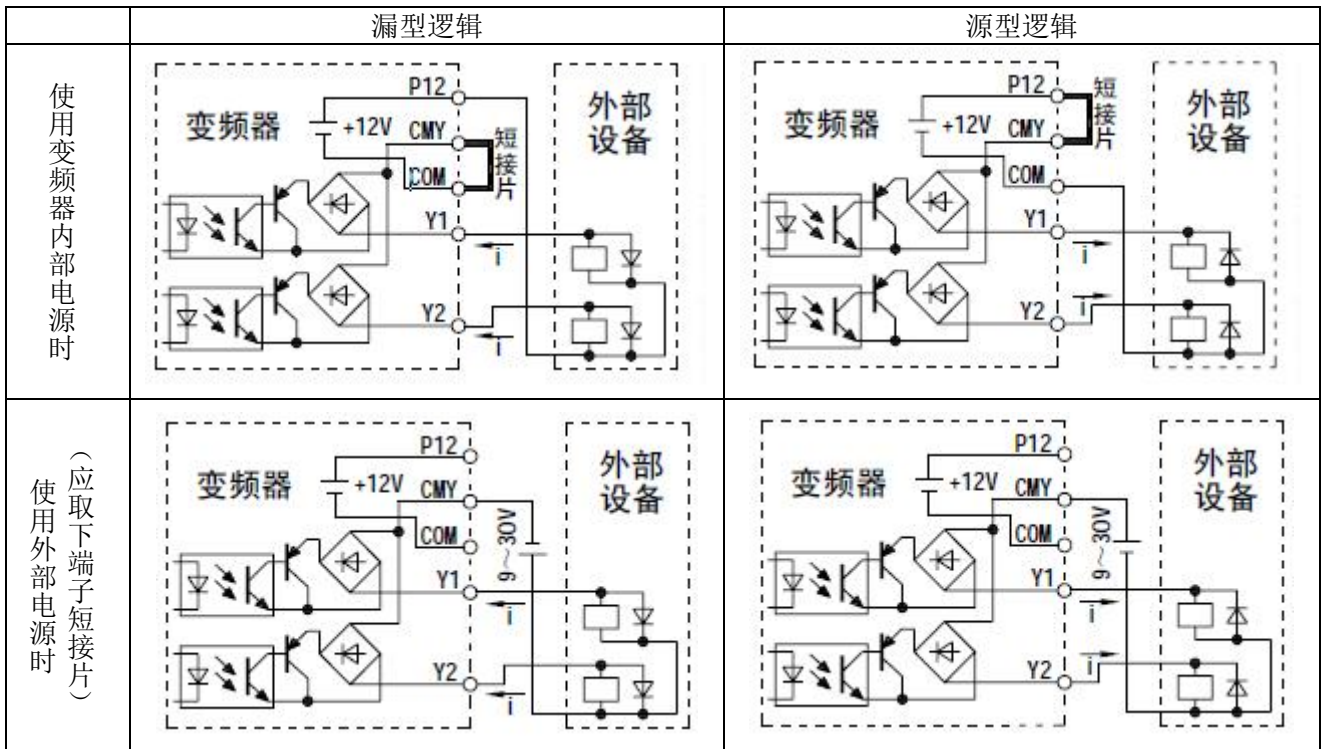 漏型逻辑
源型逻辑
使用变频器内部电源时
P12
变频器
+12V
CMY
短接片
COM
外部
设备
Y1
i
Y2
i
P12
短接片
变频器
+12V
CMY
COM
外部
设备
Y1
i
Y2
i
使用外部电源时
（应取下端子短接片）
P12
变频器
+12V
CMY
COM
9～30V
外部
设备
Y1
i
Y2
i
P12
变频器
+12V
CMY
COM
9～30V
外部
设备
Y1
i
Y2
i